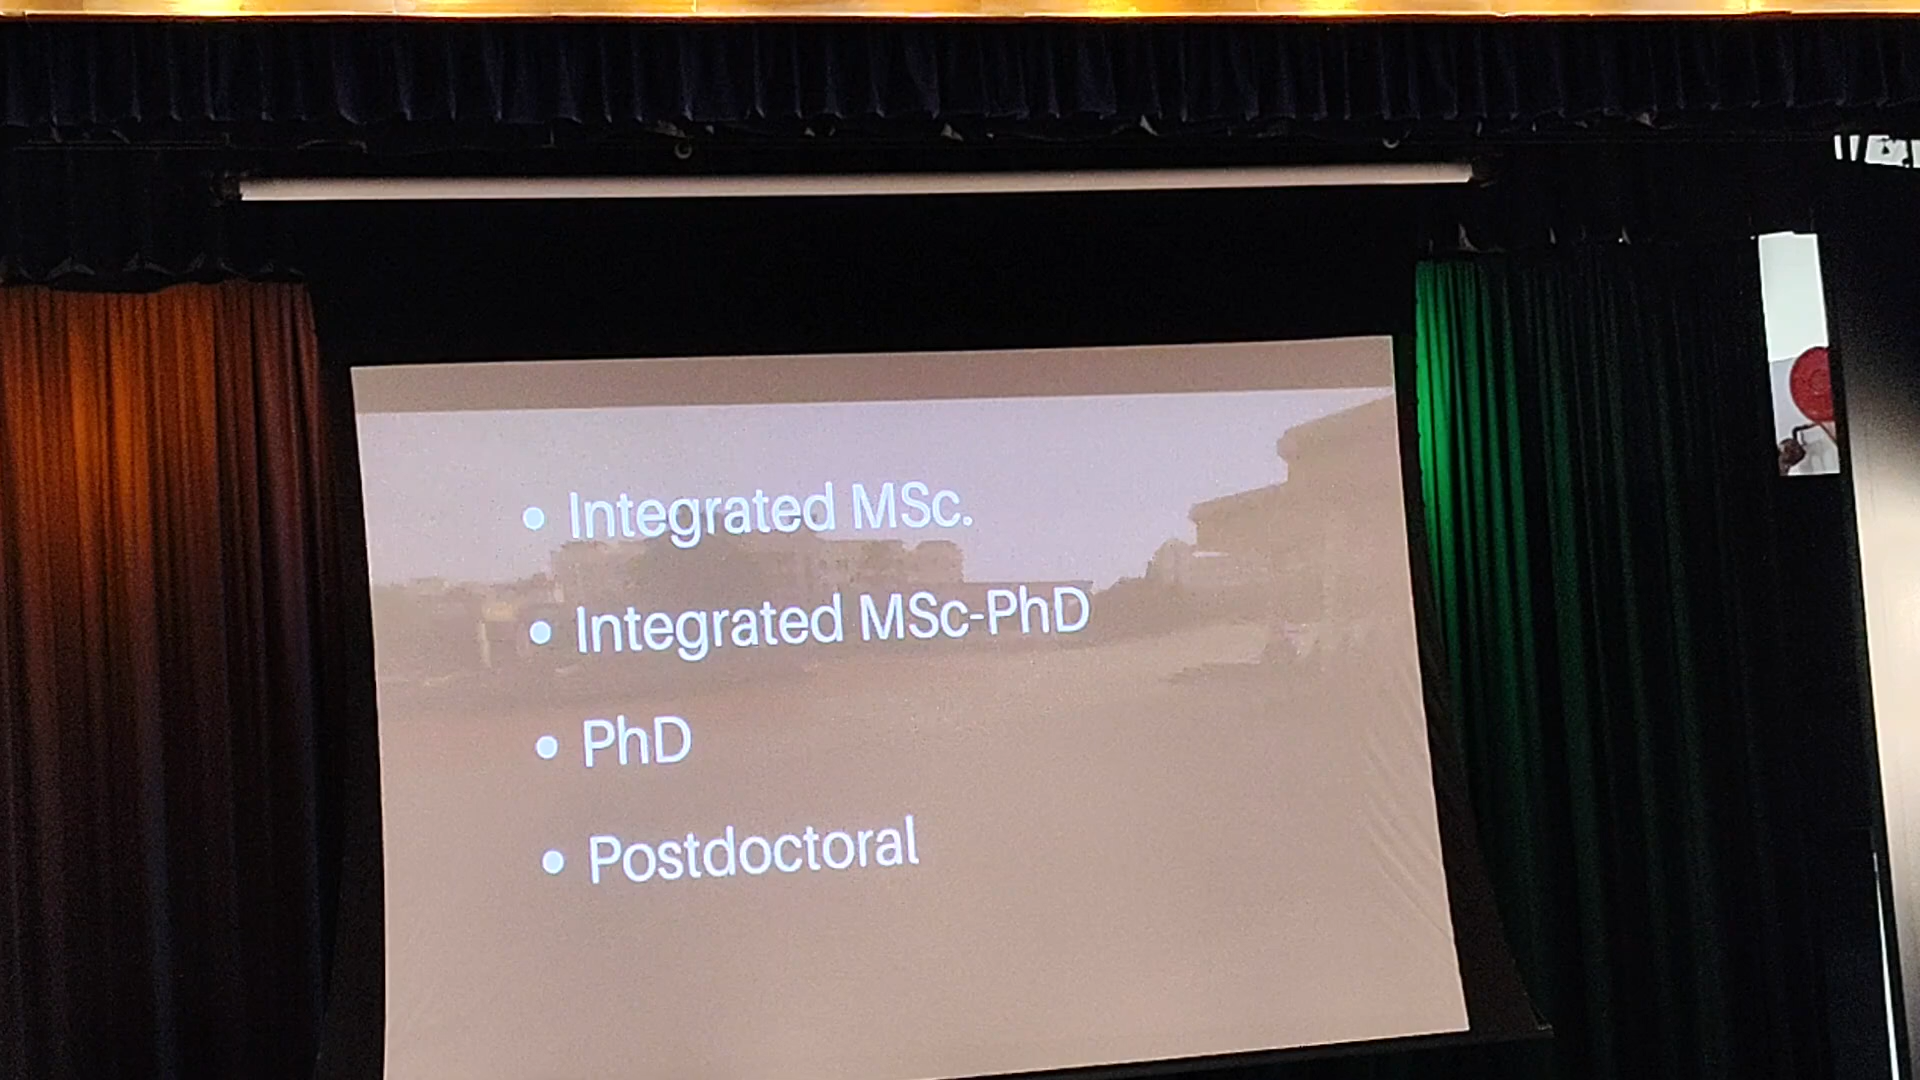 • Integrated MSc.
• Integrated MSc-PhD
• PhD
• Postdoctoral